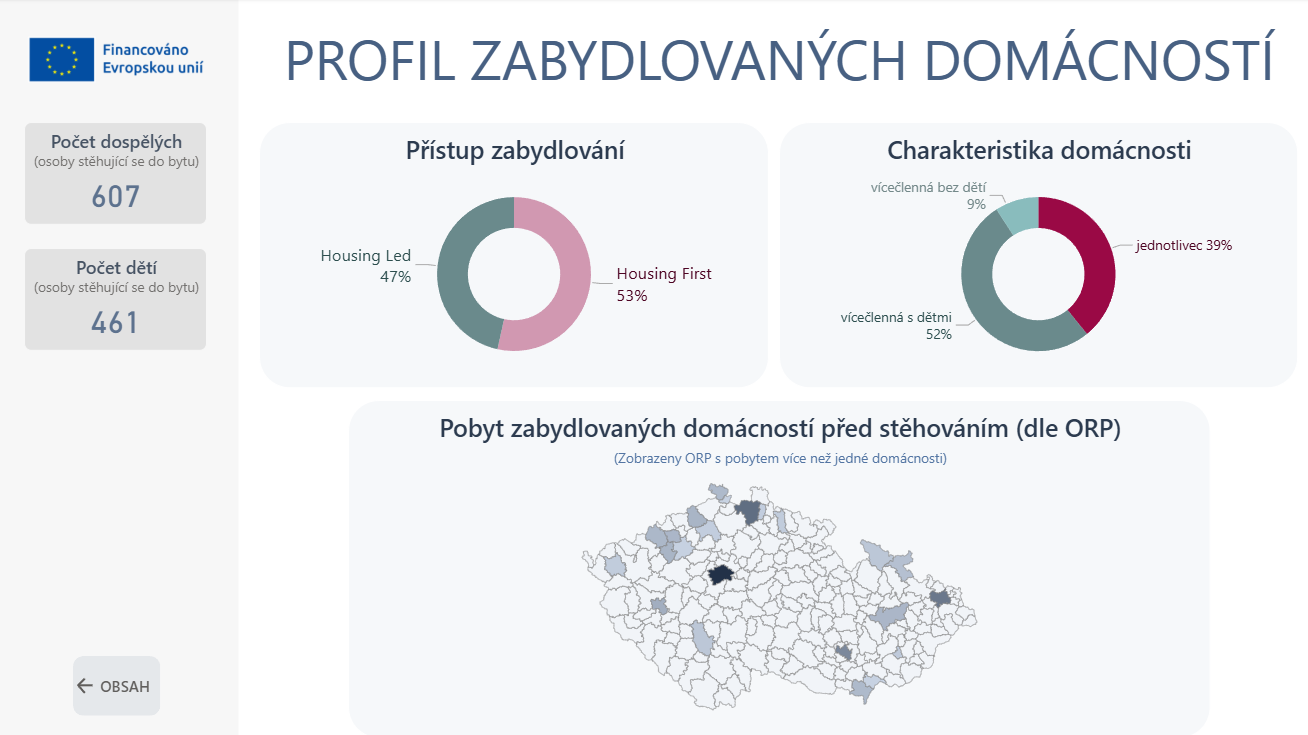 Financováno
Evropskou unií
PROFIL ZABYDLOVANÝCH DOMÁCNOSTÍ
Počet dospělých
(osoby stěhující se do bytu)
607
Počet dětí
(osoby stěhující se do bytu)
461
Přístup zabydlování
Housing Led
47%
Housing First
53%
Charakteristika domácnosti
vícečlenná bez dětí
9%
jednotlivec 39%
vícečlenná s dětmi
52%
Pobyt zabydlovaných domácností před stěhováním (dle ORP)
(Zobrazeny ORP s pobytem více než jedné domácnosti)
OBSAH